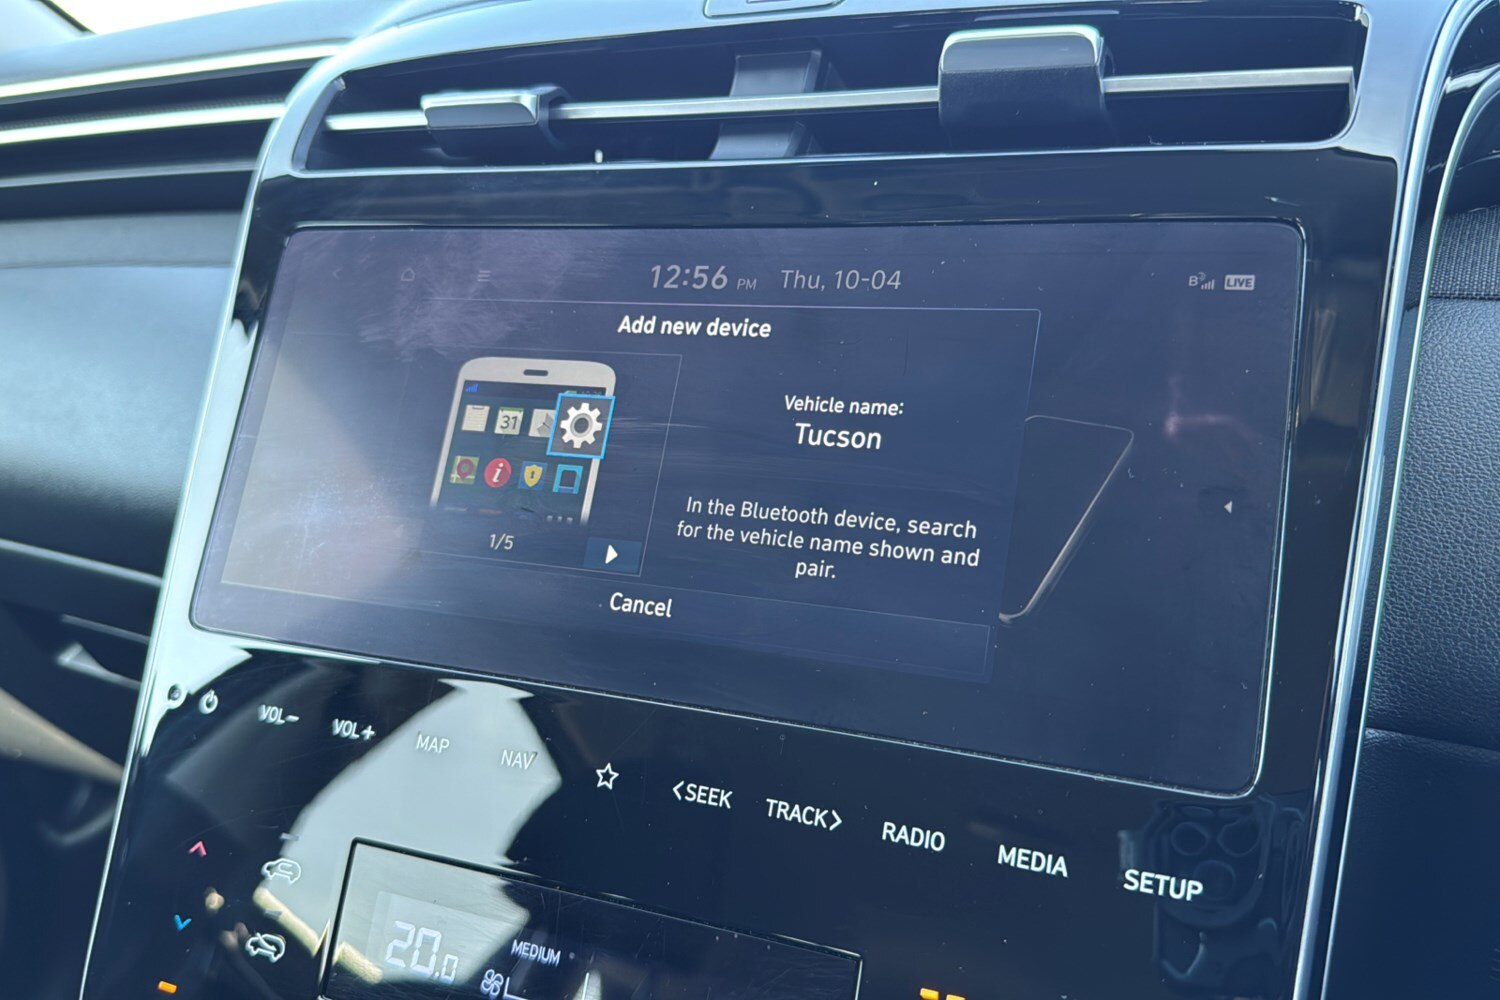 12:56 PM Thu, 10-04
LIVE
Add new device
31
Vehicle name:
Tucson
In the Bluetooth device, search
for the vehicle name shown and
pair.
1/5
Cancel
VOL− VOL+ MAP NAV <SEEK TRACK> RADIO MEDIA SETUP
20.0
MEDIUM